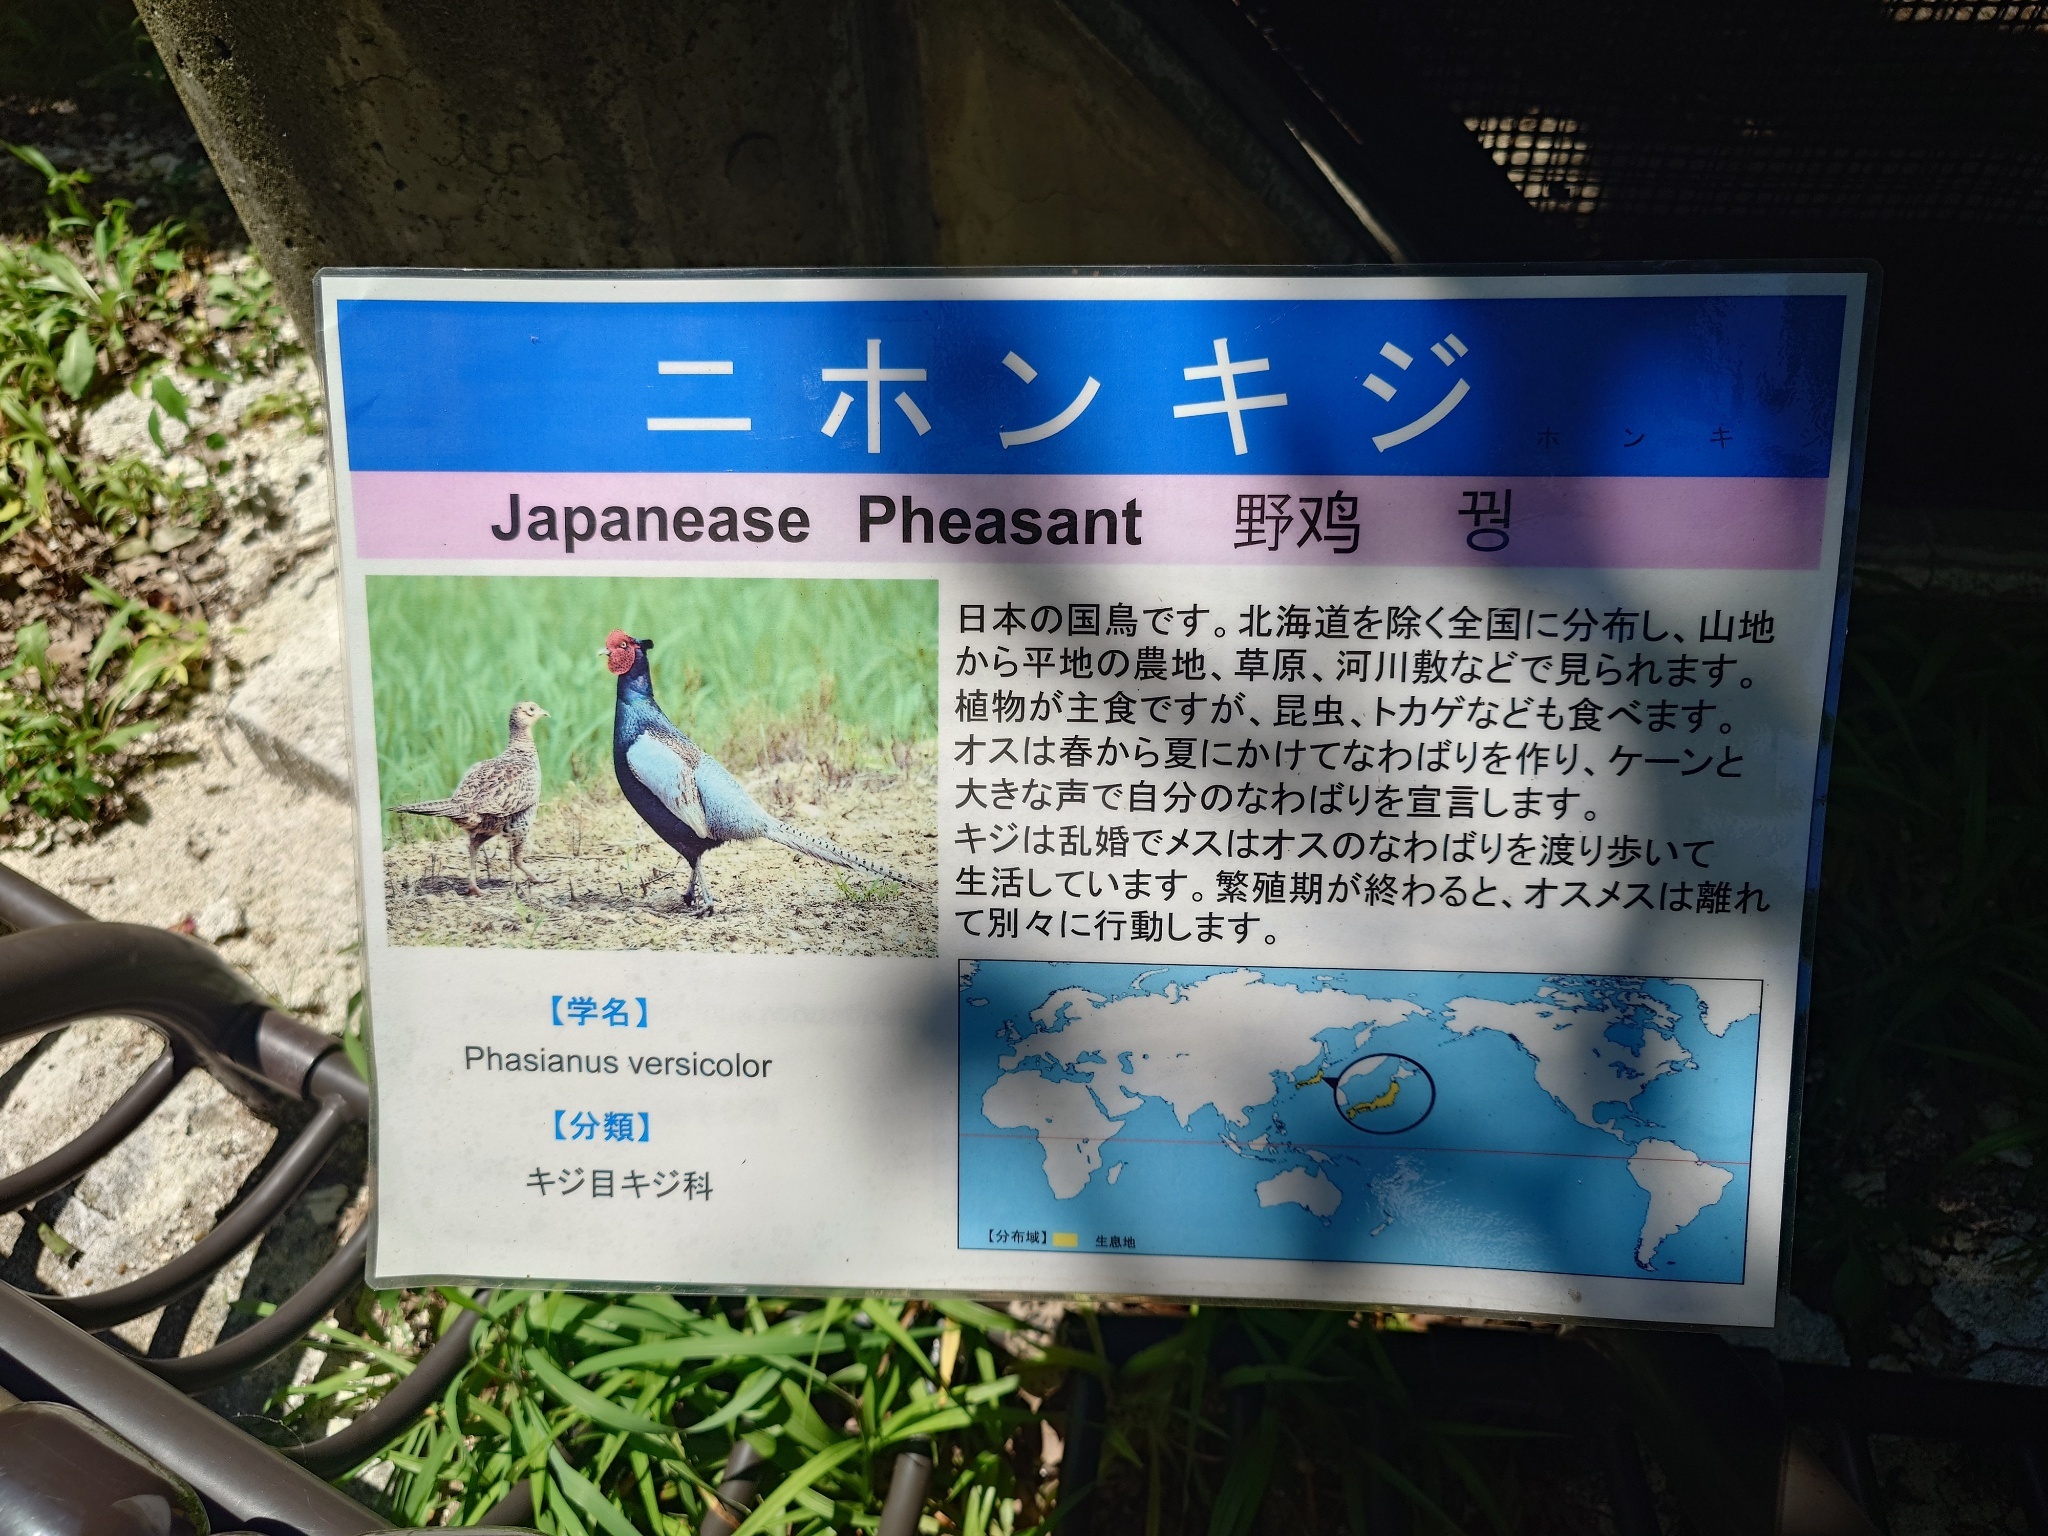 ニホンキジ
ホンキジ
Japanease Pheasant 野鸡 꿩
日本の国鳥です。北海道を除く全国に分布し、山地
から平地の農地、草原、河川敷などで見られます。
植物が主食ですが、昆虫、トカゲなども食べます。
オスは春から夏にかけてなわばりを作り、ケーンと
大きな声で自分のなわばりを宣言します。
キジは乱婚でメスはオスのなわばりを渡り歩いて
生活しています。繁殖期が終わると、オスメスは離れ
て別々に行動します。
【学名】
Phasianus versicolor
【分類】
キジ目キジ科
【分布域】 生息地